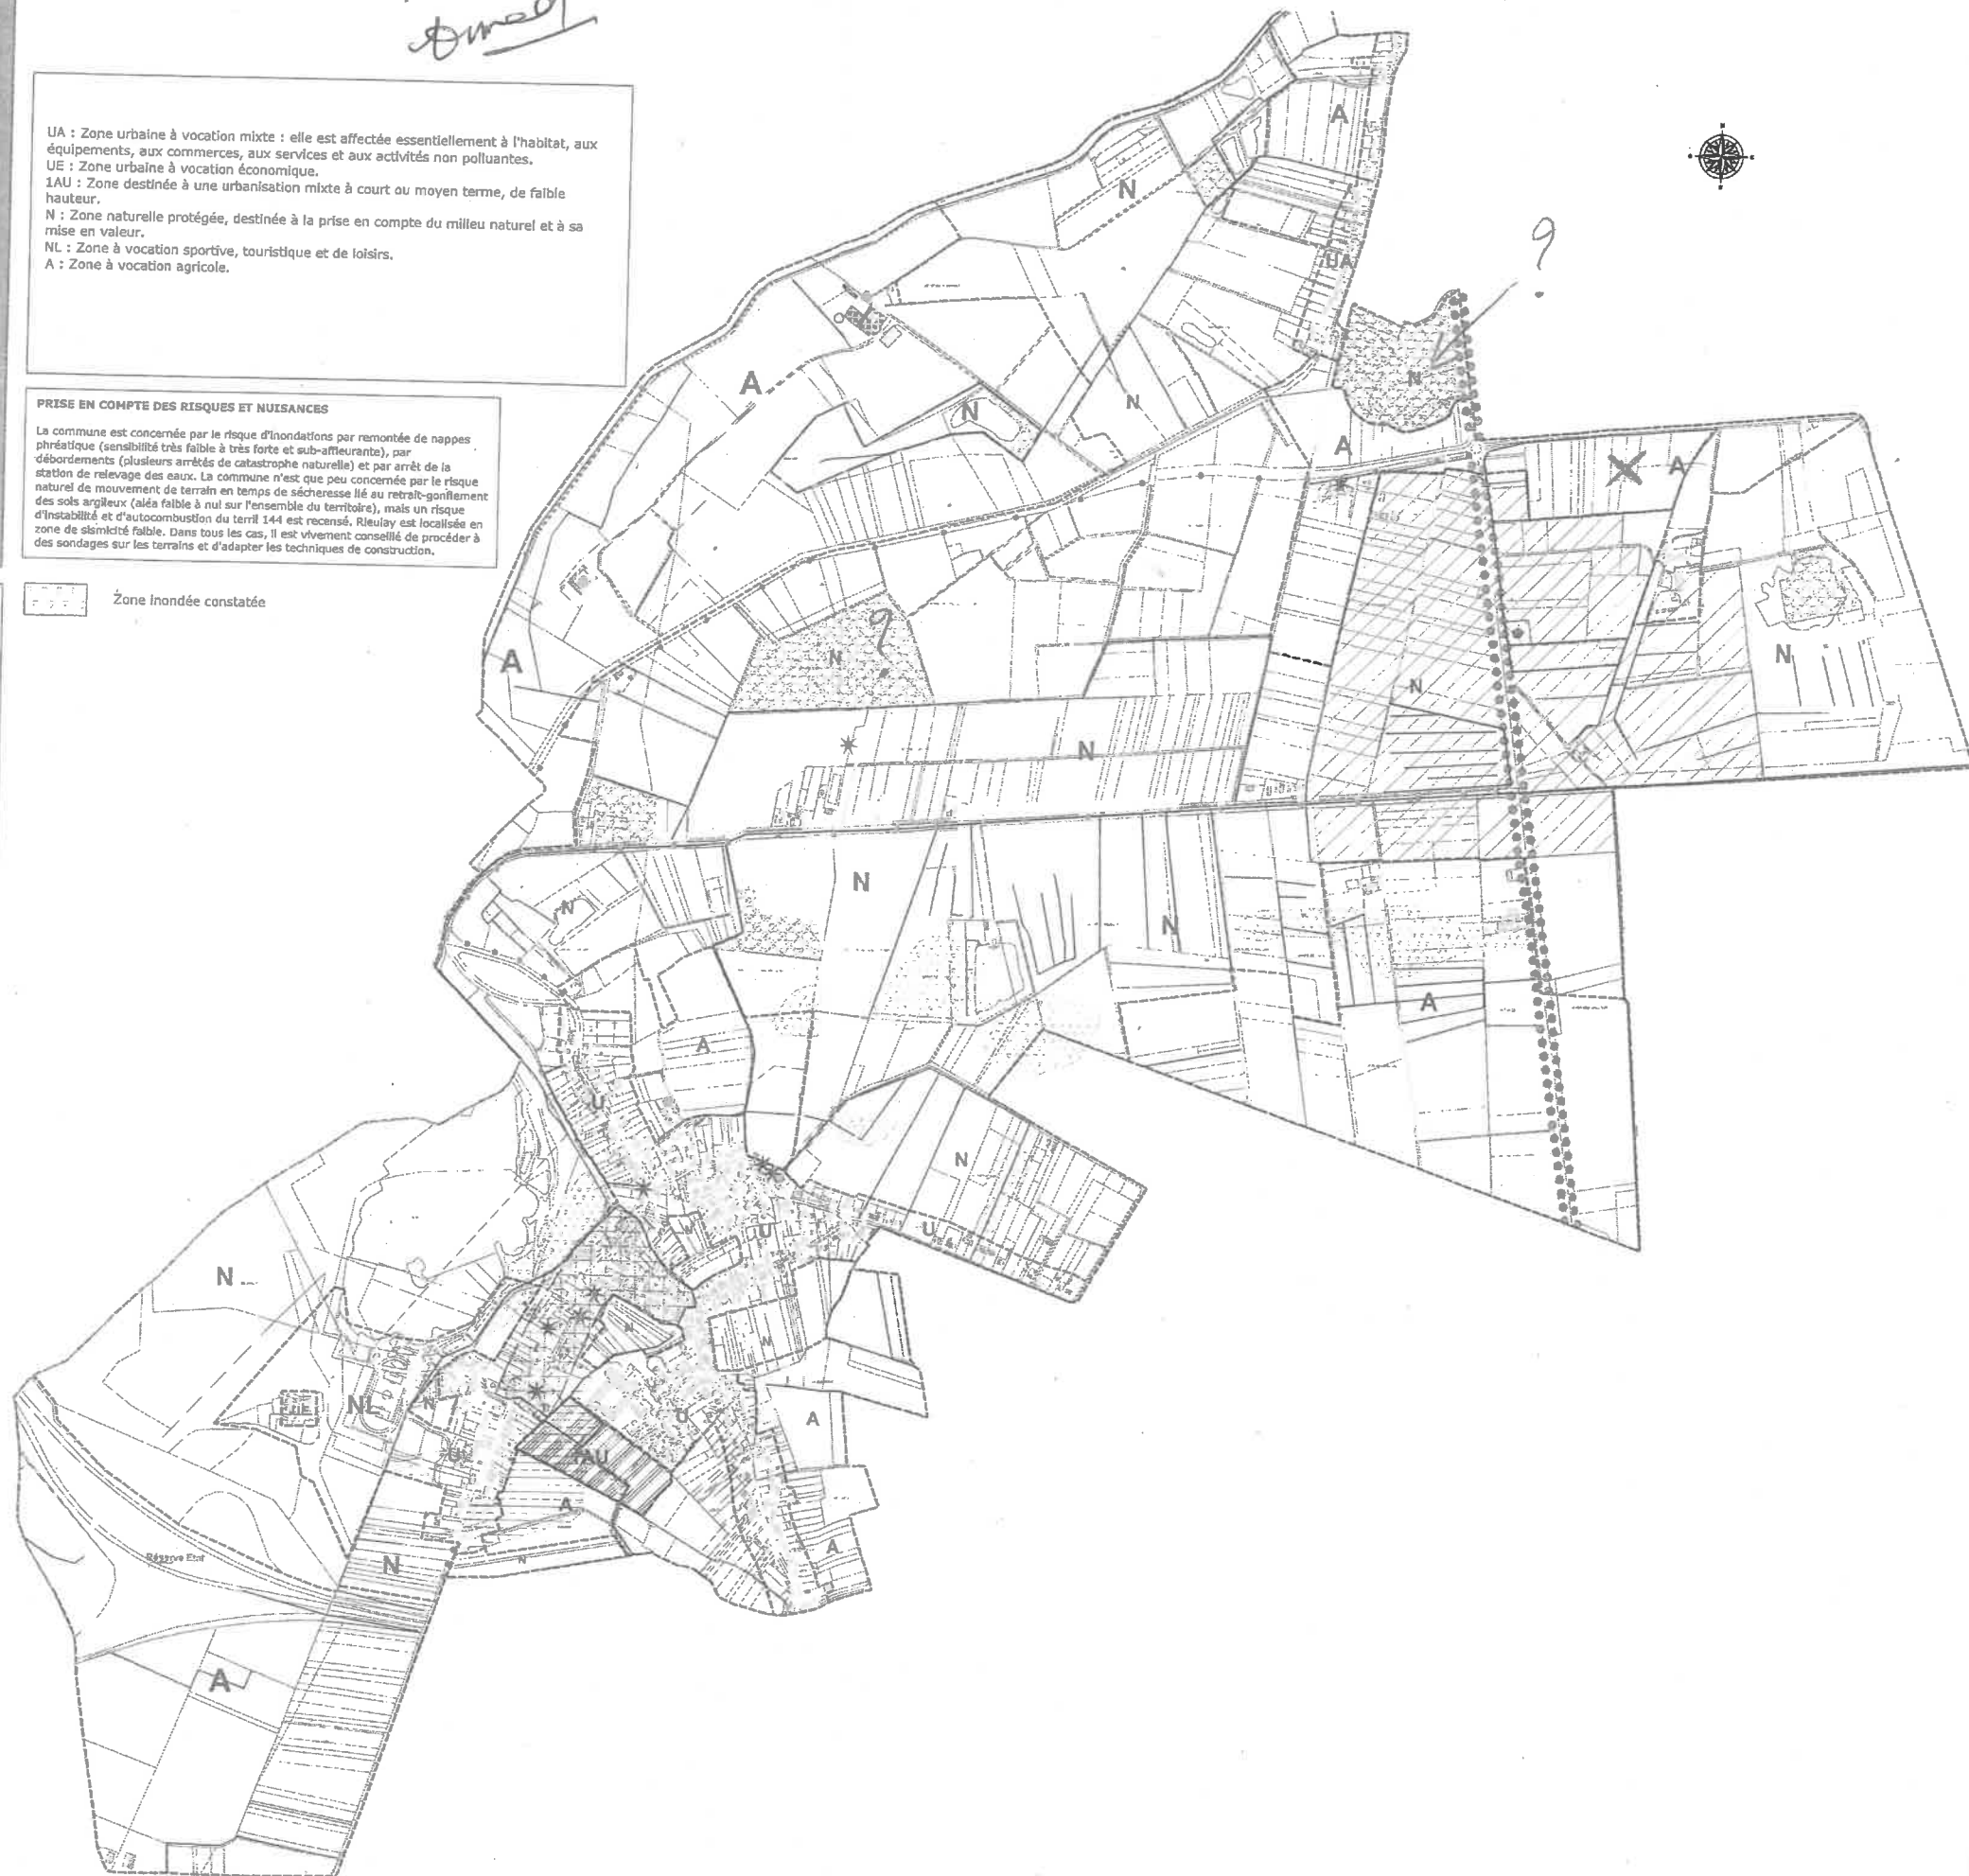 UA : Zone urbaine à vocation mixte : elle est affectée essentiellement à l'habitat, aux
équipements, aux commerces, aux services et aux activités non polluantes.
UE : Zone urbaine à vocation économique.
1AU : Zone destinée à une urbanisation mixte à court ou moyen terme, de faible
hauteur.
N : Zone naturelle protégée, destinée à la prise en compte du milieu naturel et à sa
mise en valeur.
NL : Zone à vocation sportive, touristique et de loisirs.
A : Zone à vocation agricole.
PRISE EN COMPTE DES RISQUES ET NUISANCES
La commune est concernée par le risque d'inondations par remontée de nappes
phréatique (sensibilité très faible à très forte et sub-affleurante), par
débordements (plusieurs arrêtés de catastrophe naturelle) et par arrêt de la
station de relevage des eaux. La commune n'est que peu concernée par le risque
naturel de mouvement de terrain en temps de sécheresse lié au retrait-gonflement
des sols argileux (aléa faible à nul sur l'ensemble du territoire), mais un risque
d'instabilité et d'autocombustion du terril 144 est recensé. Rieulay est localisée en
zone de sismicité faible. Dans tous les cas, il est vivement conseillé de procéder à
des sondages sur les terrains et d'adapter les techniques de construction.
Zone inondée constatée
A
N
?
UA
A
N
N
N
A
A
?
A
N
N
N
N
N
N
N
N
A
A
U
N
U
U
N
N
N
N
NL
UE
N
U
A
U
1AU
A
N
A
N
Réserve Etat
A